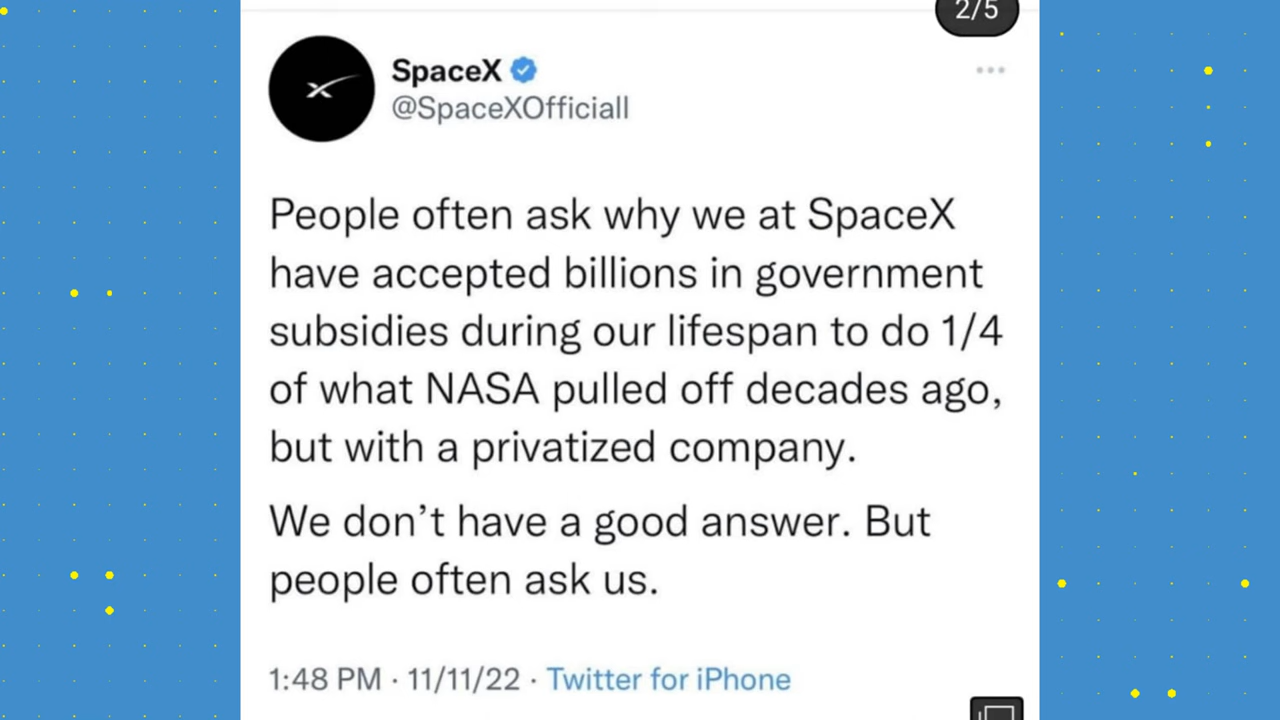 2/5
SpaceX
@SpaceXOfficiall
People often ask why we at SpaceX
have accepted billions in government
subsidies during our lifespan to do 1/4
of what NASA pulled off decades ago,
but with a privatized company.
We don’t have a good answer. But
people often ask us.
1:48 PM · 11/11/22 · Twitter for iPhone